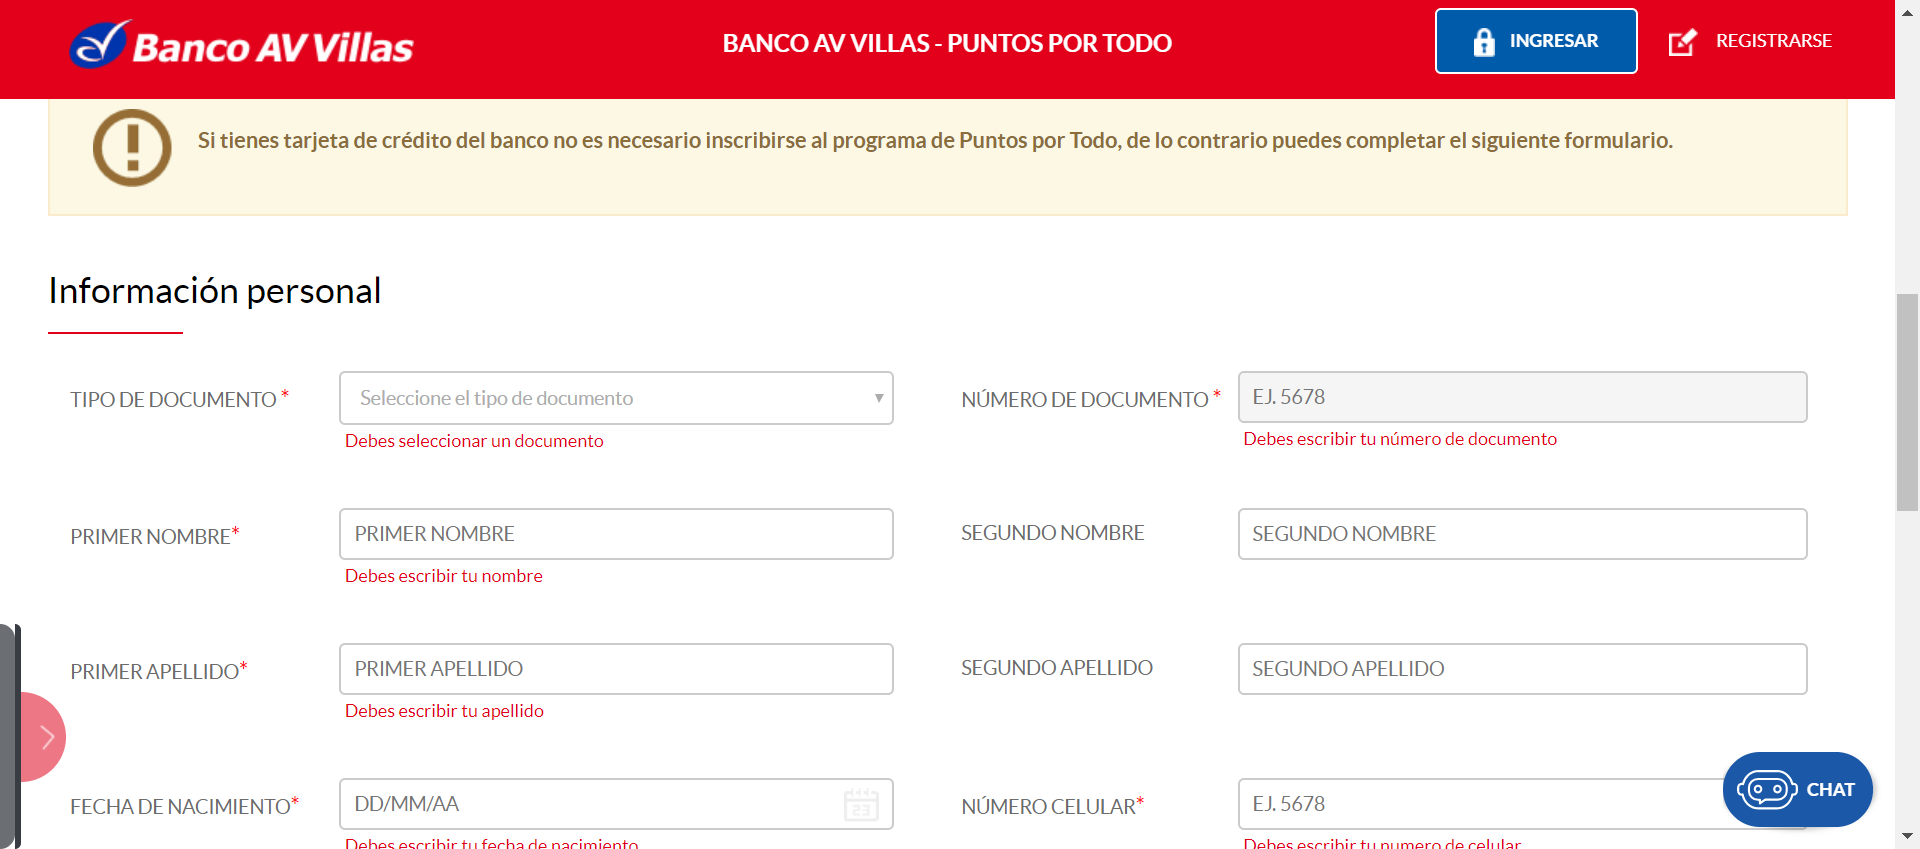 Banco AV Villas
BANCO AV VILLAS - PUNTOS POR TODO
INGRESAR
REGISTRARSE
Si tienes tarjeta de crédito del banco no es necesario inscribirse al programa de Puntos por Todo, de lo contrario puedes completar el siguiente formulario.
Información personal
TIPO DE DOCUMENTO *
Seleccione el tipo de documento
Debes seleccionar un documento
NÚMERO DE DOCUMENTO *
EJ. 5678
Debes escribir tu número de documento
PRIMER NOMBRE*
PRIMER NOMBRE
Debes escribir tu nombre
SEGUNDO NOMBRE
SEGUNDO NOMBRE
PRIMER APELLIDO*
PRIMER APELLIDO
Debes escribir tu apellido
SEGUNDO APELLIDO
SEGUNDO APELLIDO
FECHA DE NACIMIENTO*
DD/MM/AA
23
Debes escribir tu fecha de nacimiento
NÚMERO CELULAR*
EJ. 5678
Debes escribir tu numero de celular
CHAT